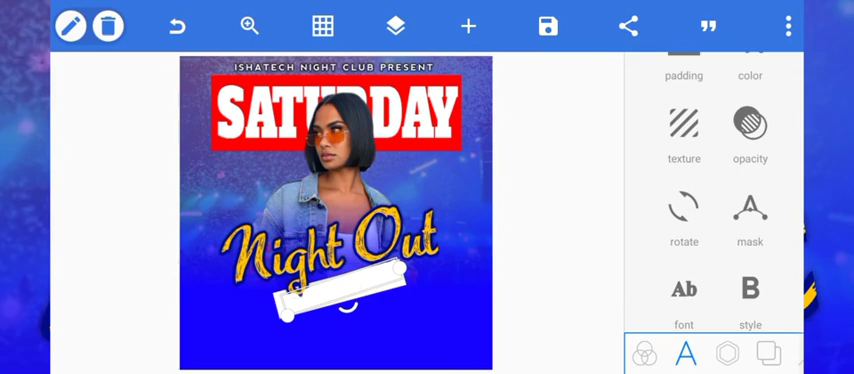 ISHATECH NIGHT CLUB PRESENT
SATURDAY
Night Out
padding
color
texture
opacity
rotate
mask
Ab
B
font
style
A